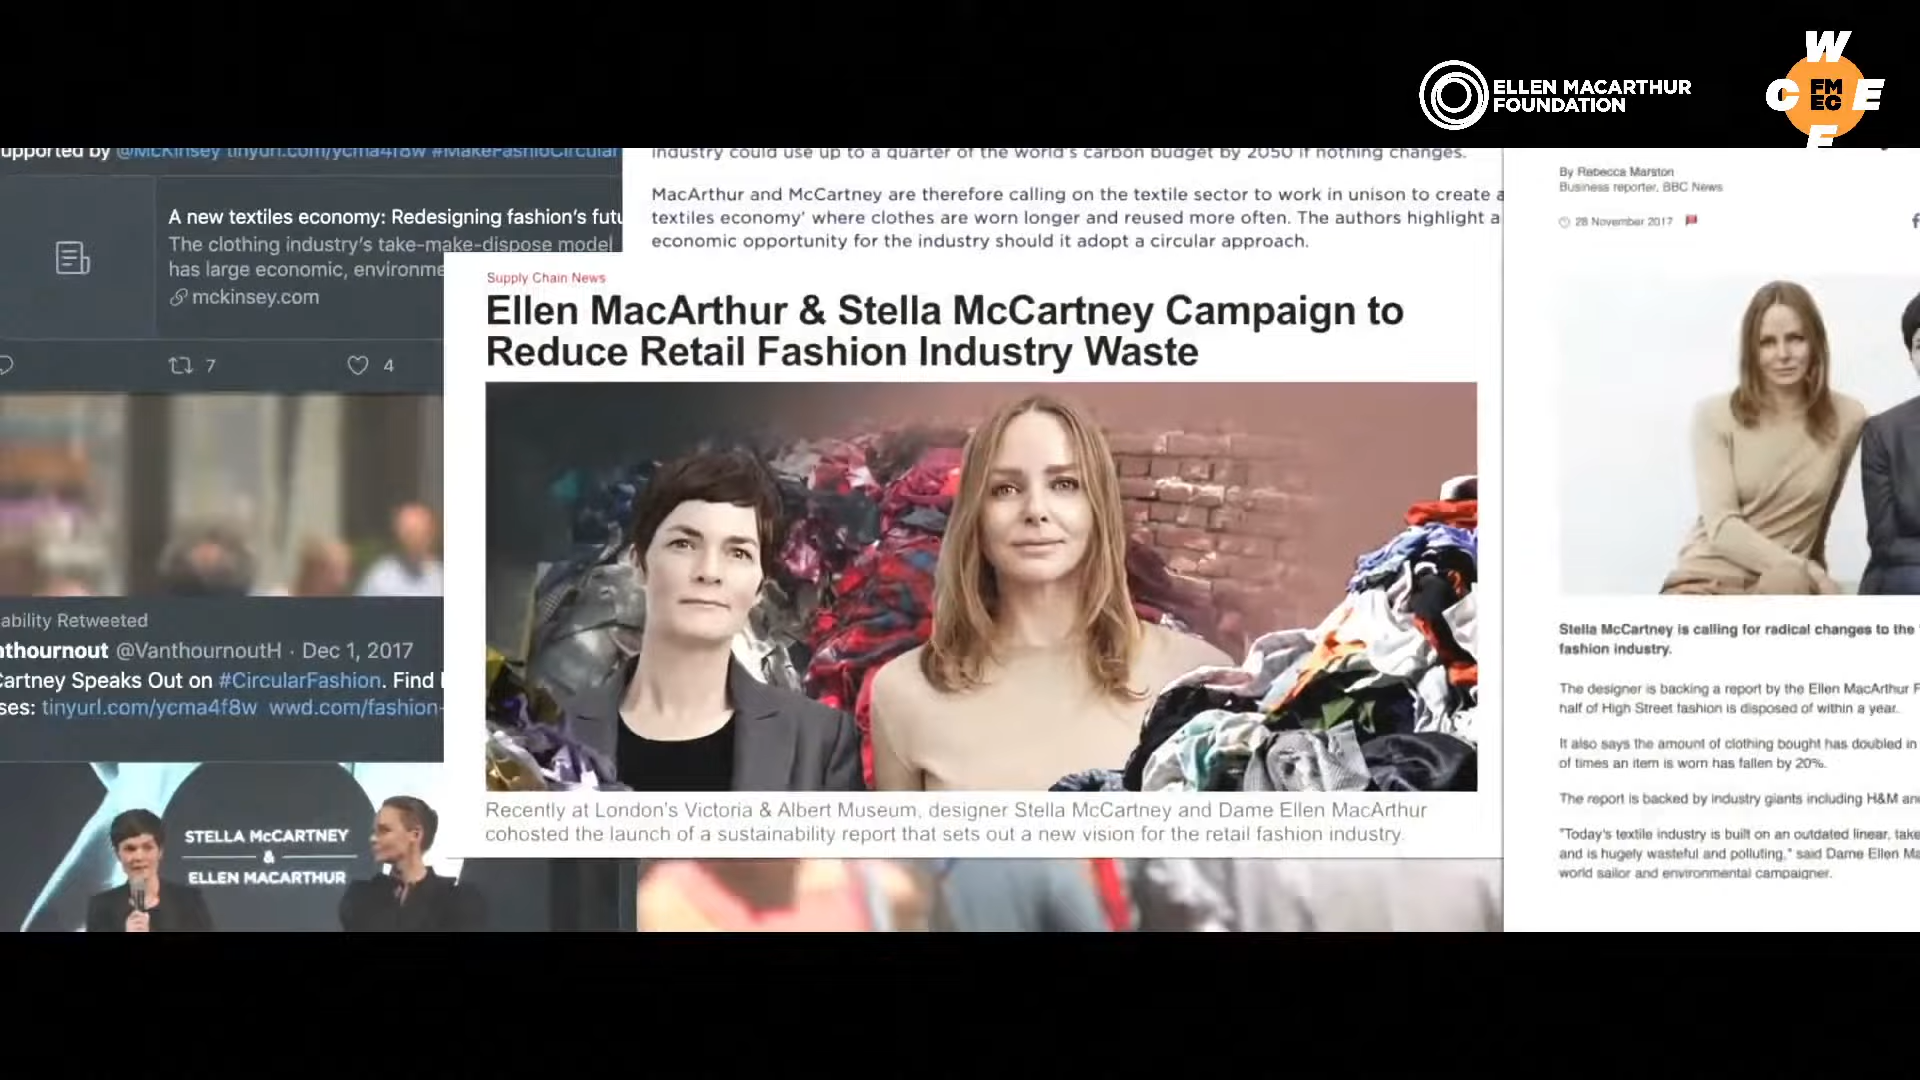 ELLEN MACARTHUR
FOUNDATION
W
C FM E
EC
upported by @McKinsey tinyurl.com/ycma4f8w #MakeFashioCircular
A new textiles economy: Redesigning fashion's futu
The clothing industry's take-make-dispose model
has large economic, environme
mckinsey.com
7
4
ability Retweeted
nthournout @VanthournoutH · Dec 1, 2017
Cartney Speaks Out on #CircularFashion. Find
ses: tinyurl.com/ycma4f8w wwd.com/fashion-
STELLA McCARTNEY
&
ELLEN MACARTHUR
industry could use up to a quarter of the world's carbon budget by 2050 if nothing changes.
MacArthur and McCartney are therefore calling on the textile sector to work in unison to create a
textiles economy' where clothes are worn longer and reused more often. The authors highlight a
economic opportunity for the industry should it adopt a circular approach.
Supply Chain News
Ellen MacArthur & Stella McCartney Campaign to
Reduce Retail Fashion Industry Waste
Recently at London's Victoria & Albert Museum, designer Stella McCartney and Dame Ellen MacArthur
cohosted the launch of a sustainability report that sets out a new vision for the retail fashion industry.
By Rebecca Marston
Business reporter, BBC News
28 November 2017
Stella McCartney is calling for radical changes to the
fashion industry.
The designer is backing a report by the Ellen MacArthur F
half of High Street fashion is disposed of within a year.
It also says the amount of clothing bought has doubled in
of times an item is worn has fallen by 20%.
The report is backed by industry giants including H&M an
"Today's textile industry is built on an outdated linear, take
and is hugely wasteful and polluting," said Dame Ellen Ma
world sailor and environmental campaigner.